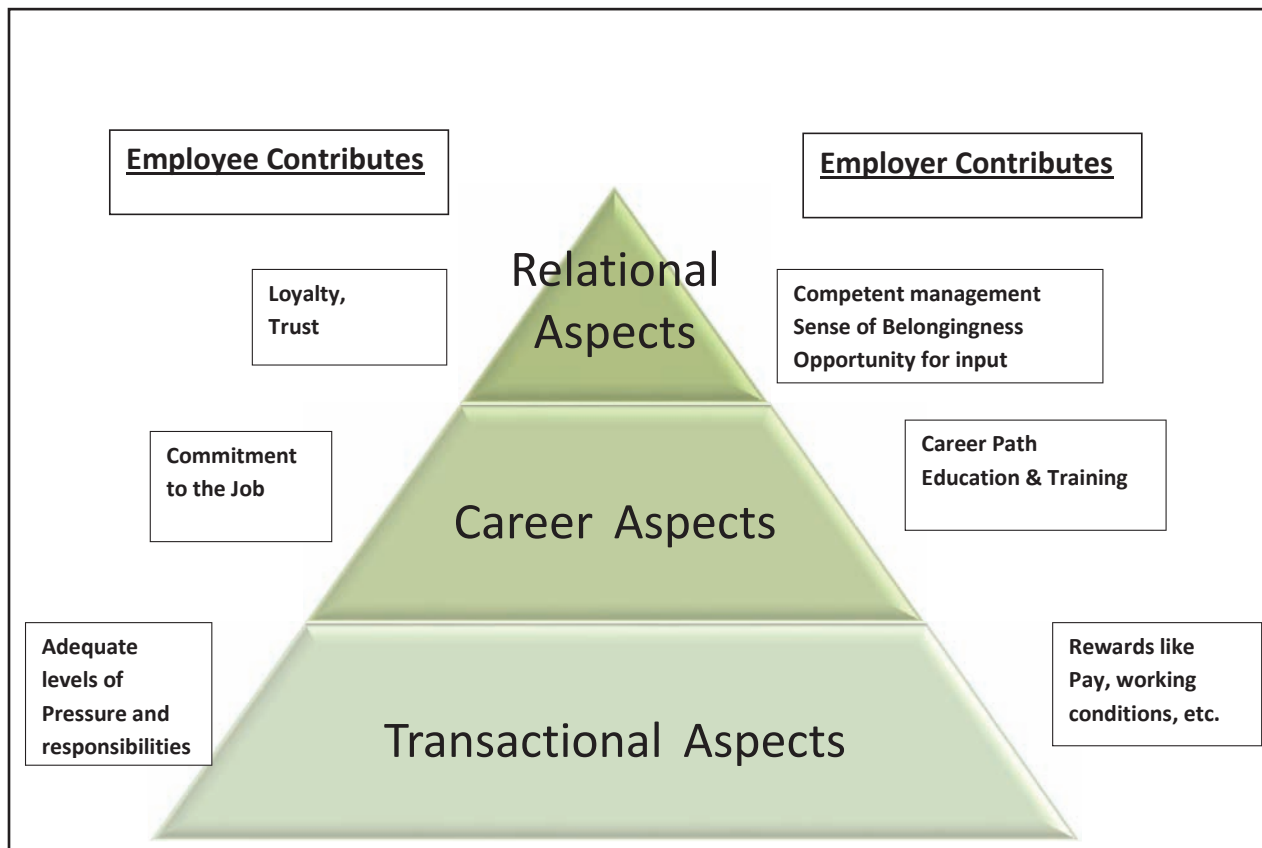 Employee Contributes
Employer Contributes
Relational
Aspects
Loyalty,
Trust
Competent management
Sense of Belongingness
Opportunity for input
Career Aspects
Commitment
to the Job
Career Path
Education & Training
Transactional Aspects
Adequate
levels of
Pressure and
responsibilities
Rewards like
Pay, working
conditions, etc.